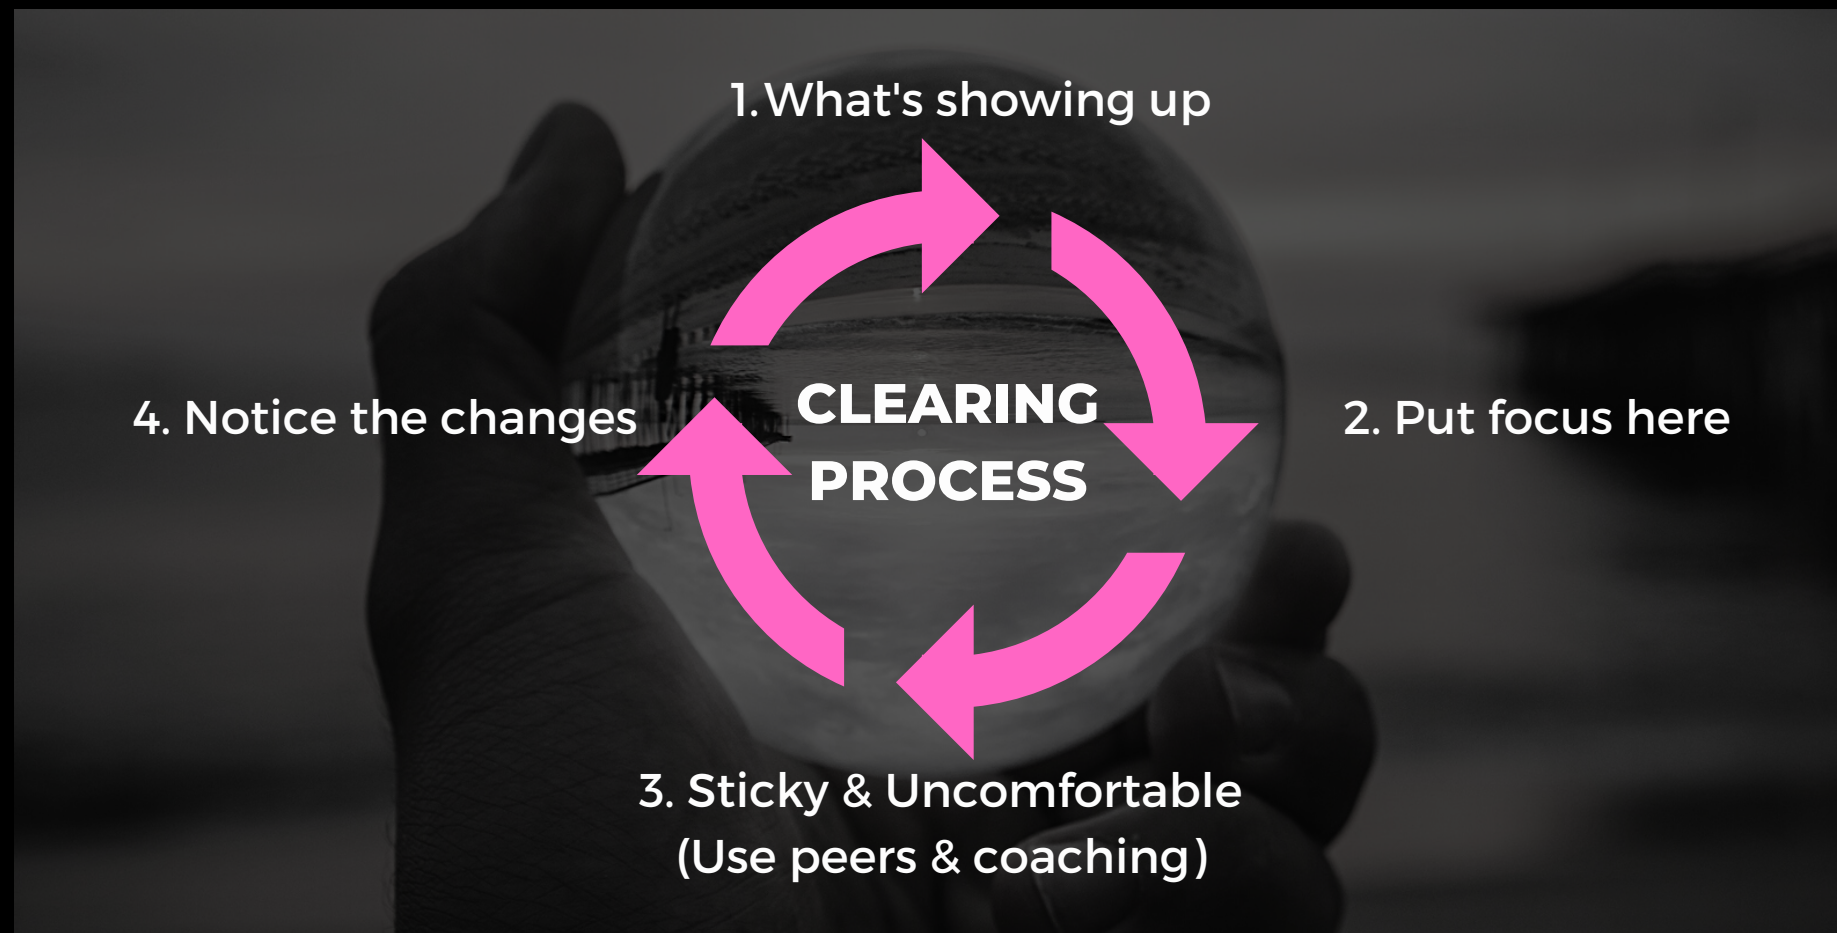 1. What's showing up
CLEARING
PROCESS
2. Put focus here
3. Sticky & Uncomfortable
(Use peers & coaching)
4. Notice the changes